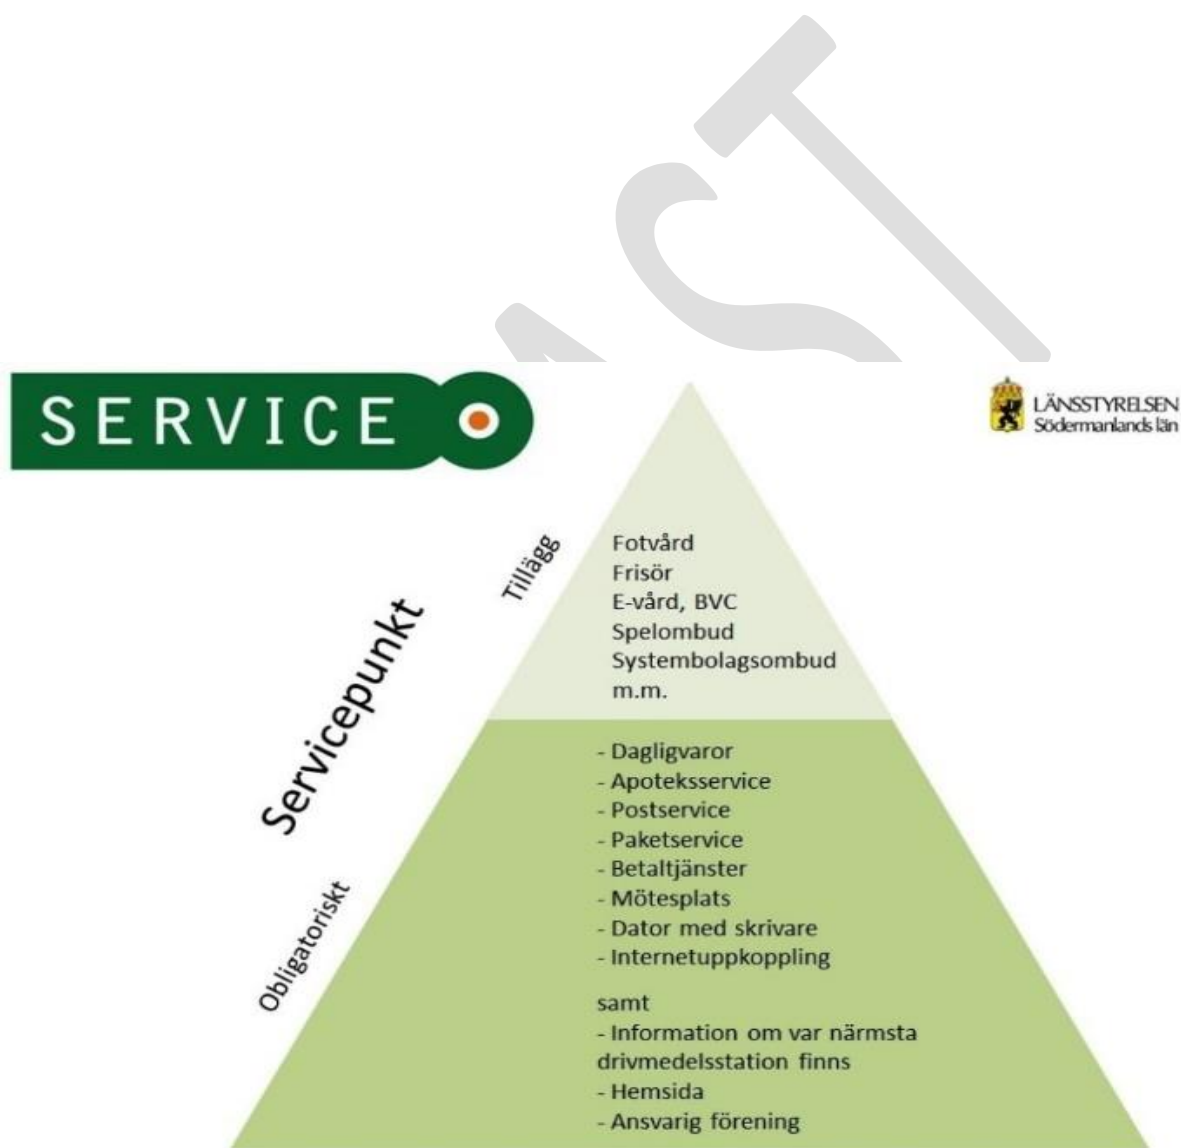 SERVICE
LÄNSSTYRELSEN
Södermanlands län
Servicepunkt
Tillägg
Fotvård
Frisör
E-vård, BVC
Spelombud
Systembolagsombud
m.m.
Obligatoriskt
- Dagligvaror
- Apoteksservice
- Postservice
- Paketservice
- Betaltjänster
- Mötesplats
- Dator med skrivare
- Internetuppkoppling
samt
- Information om var närmsta
drivmedelsstation finns
- Hemsida
- Ansvarig förening